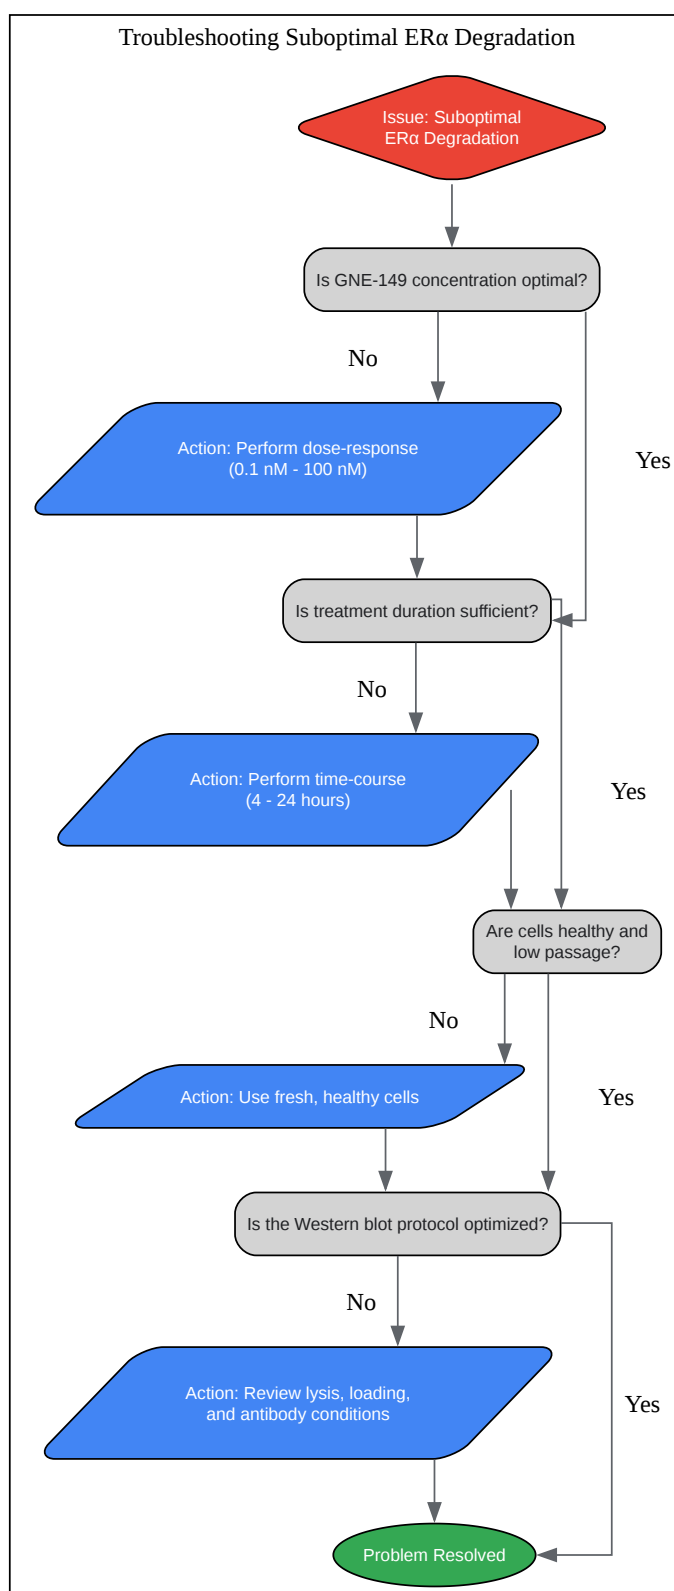 Troubleshooting Suboptimal ERα Degradation
Issue: Suboptimal
ERα Degradation
Is GNE-149 concentration optimal?
No
Action: Perform dose-response
(0.1 nM - 100 nM)
Yes
Is treatment duration sufficient?
No
Action: Perform time-course
(4 - 24 hours)
Yes
Are cells healthy and
low passage?
No
Action: Use fresh, healthy cells
Yes
Is the Western blot protocol optimized?
No
Action: Review lysis, loading,
and antibody conditions
Yes
Problem Resolved